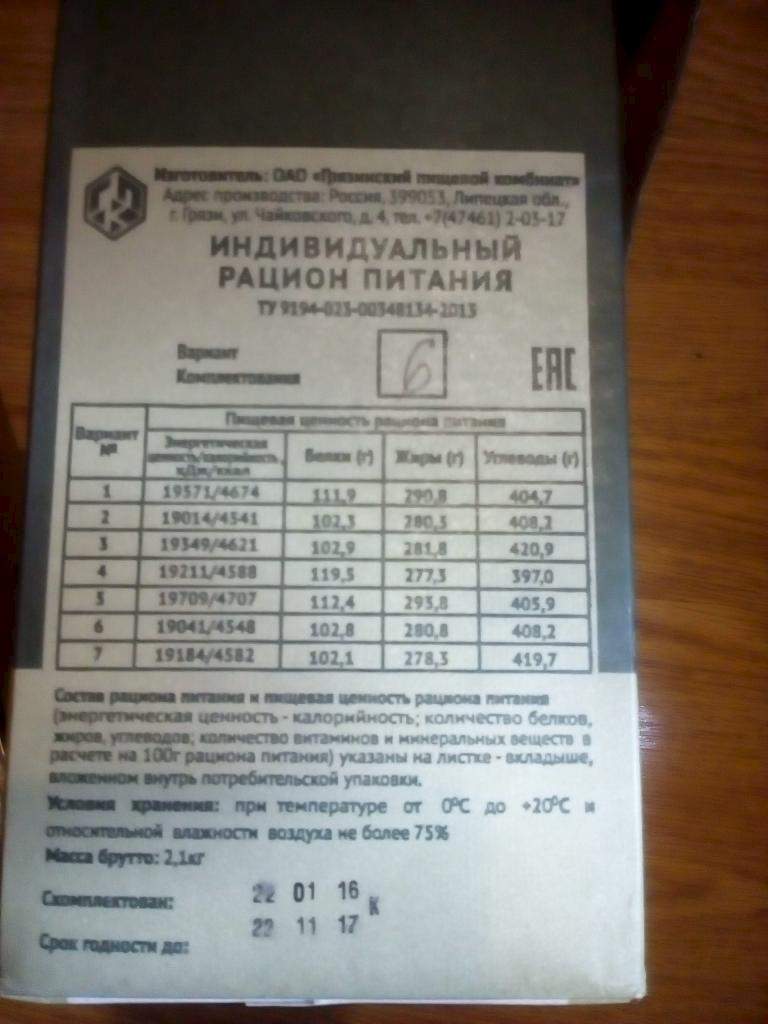 Изготовитель: ОАО «Грязинский пищевой комбинат»
Адрес производства: Россия, 399053, Липецкая обл.,
г. Грязи, ул. Чайковского, д. 4, тел. +7(47461) 2-03-17
ИНДИВИДУАЛЬНЫЙ
РАЦИОН ПИТАНИЯ
ТУ 9194-023-00348134-2013
Вариант
Комплектования
6
ЕАС
Вариант №
Пищевая ценность рациона питания
Энергетическая ценность/калорийность, кДж/ккал
Белки (г) Жиры (г) Углеводы (г)
1 19371/4674 111,9 290,8 404,7
2 19014/4541 102,3 280,3 408,2
3 19349/4621 102,9 281,8 420,9
4 19211/4588 119,5 277,3 397,0
5 19709/4707 112,4 293,8 405,9
6 19041/4548 102,8 280,8 408,2
7 19184/4582 102,1 278,3 419,7
Состав рациона питания и пищевая ценность рациона питания
(энергетическая ценность - калорийность; количество белков,
жиров, углеводов; количество витаминов и минеральных веществ в
расчете на 100г рациона питания) указаны на листке - вкладыше,
вложенном внутрь потребительской упаковки.
Условия хранения: при температуре от 0°С до +20°С и
относительной влажности воздуха не более 75%
Масса брутто: 2,1кг
Скомплектован: 22 01 16
К
Срок годности до: 22 11 17